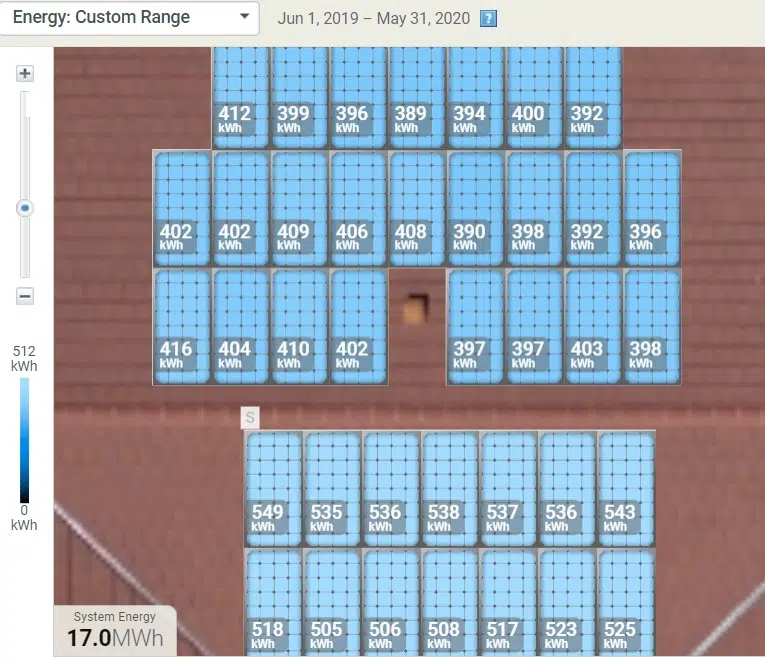 Energy: Custom Range
Jun 1, 2019 – May 31, 2020 ?
+
412 399 396 389 394 400 392
kWh kWh kWh kWh kWh kWh kWh
402 402 409 406 408 390 398 392 396
kWh kWh kWh kWh kWh kWh kWh kWh kWh
−
416 404 410 402 397 397 403 398
kWh kWh kWh kWh kWh kWh kWh kWh
512
kWh
S
0
kWh
549 535 536 538 537 536 543
kWh kWh kWh kWh kWh kWh kWh
518 505 506 508 517 523 525
kWh kWh kWh kWh kWh kWh kWh
System Energy
17.0MWh